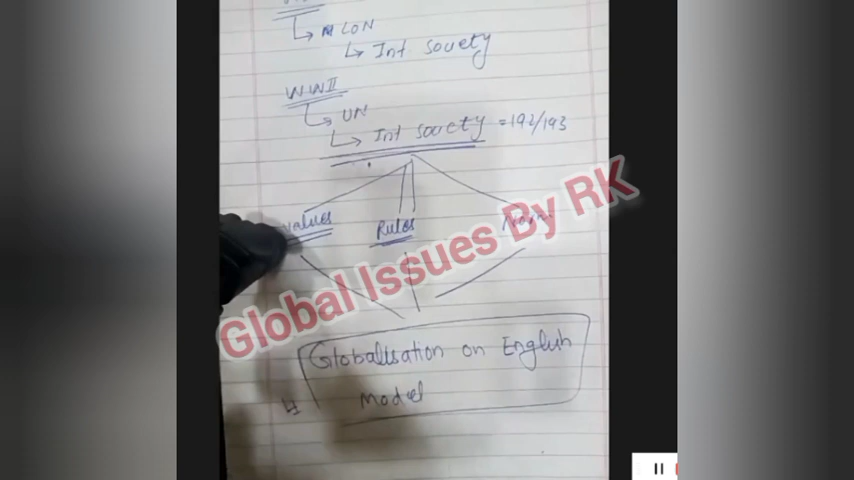 LON
Int society
WWII
UN
Int society = 192/193
values Rules Norm
Globalisation on English
Model
Global Issues By RK